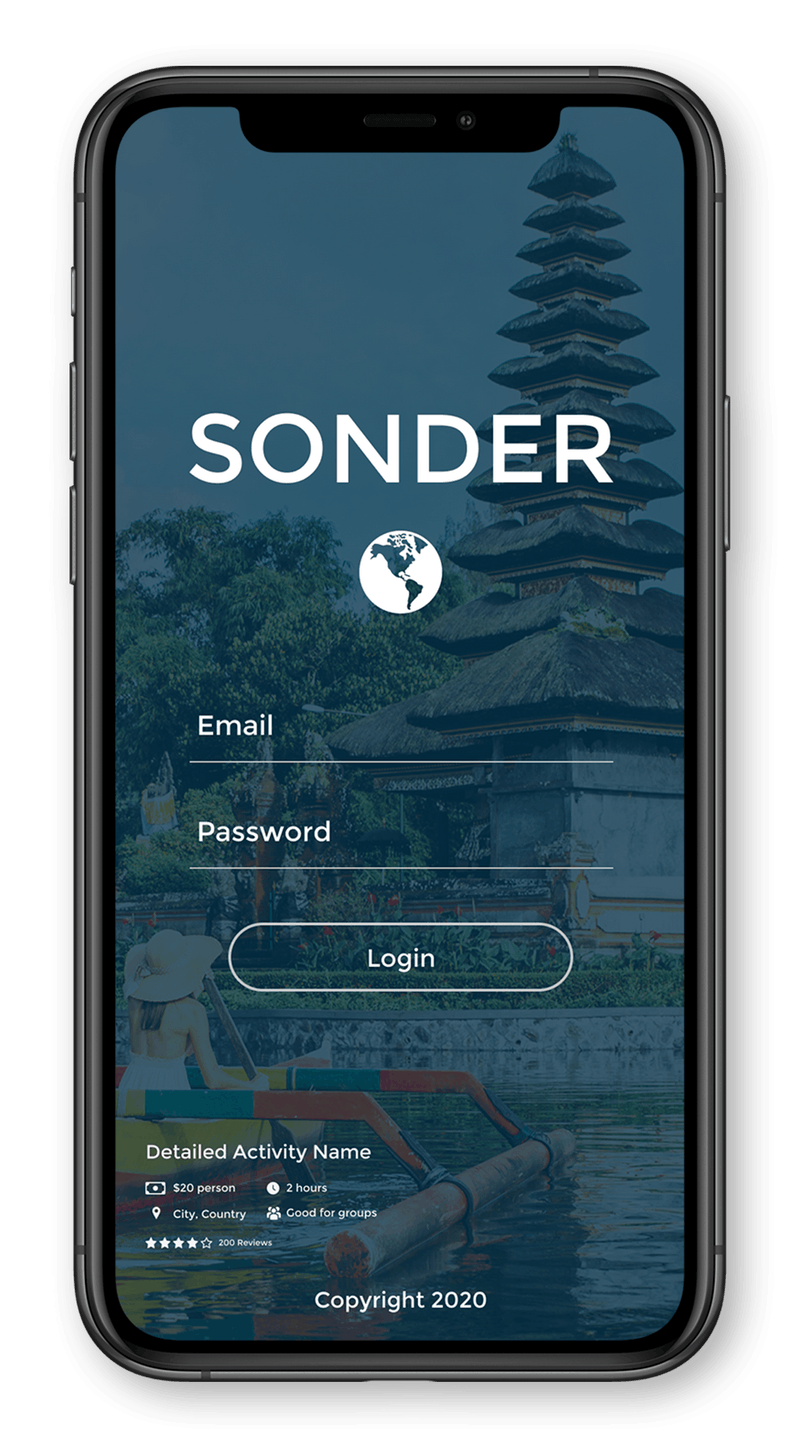 SONDER
Email
Password
Login
Detailed Activity Name
$20 person
2 hours
City, Country
Good for groups
200 Reviews
Copyright 2020